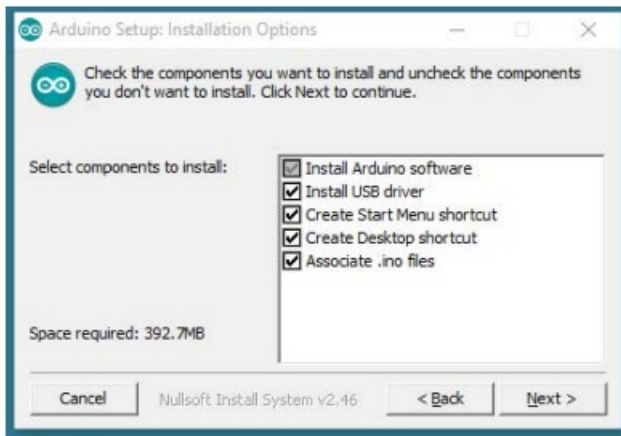 Arduino Setup: Installation Options
Check the components you want to install and uncheck the components
you don't want to install. Click Next to continue.
Select components to install:
Install Arduino software
Install USB driver
Create Start Menu shortcut
Create Desktop shortcut
Associate .ino files
Space required: 392.7MB
Cancel
Nullsoft Install System v2.46
< Back
Next >